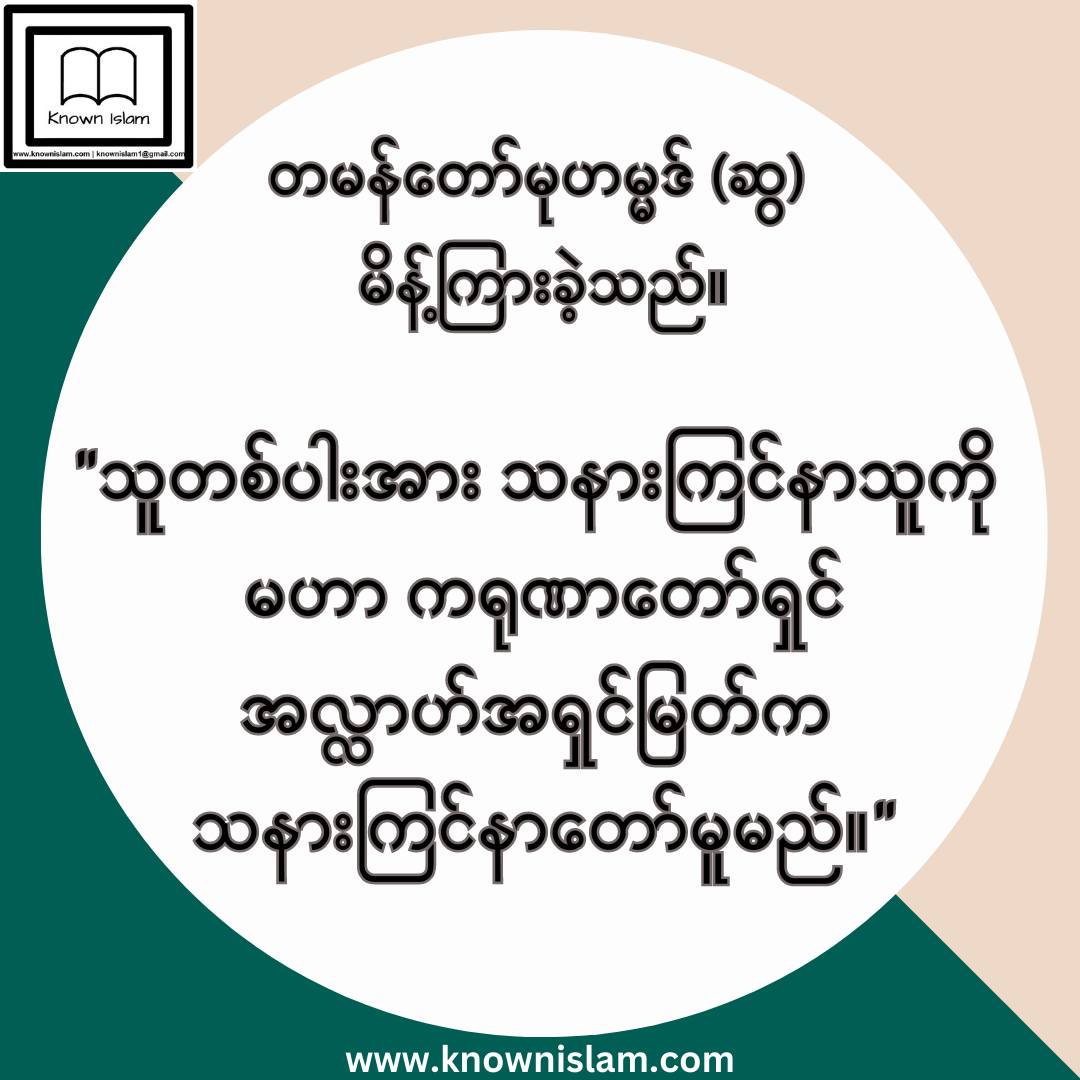 Known Islam
www.knownislam.com | knownislam1@gmail.com
တမန်တော်မုဟမ္မဒ် (ဆွ)
မိန့်ကြားခဲ့သည်။
"သူတစ်ပါးအား သနားကြင်နာသူကို
မဟာ ကရုဏာတော်ရှင်
အလ္လာဟ်အရှင်မြတ်က
သနားကြင်နာတော်မူမည်။"
www.knownislam.com